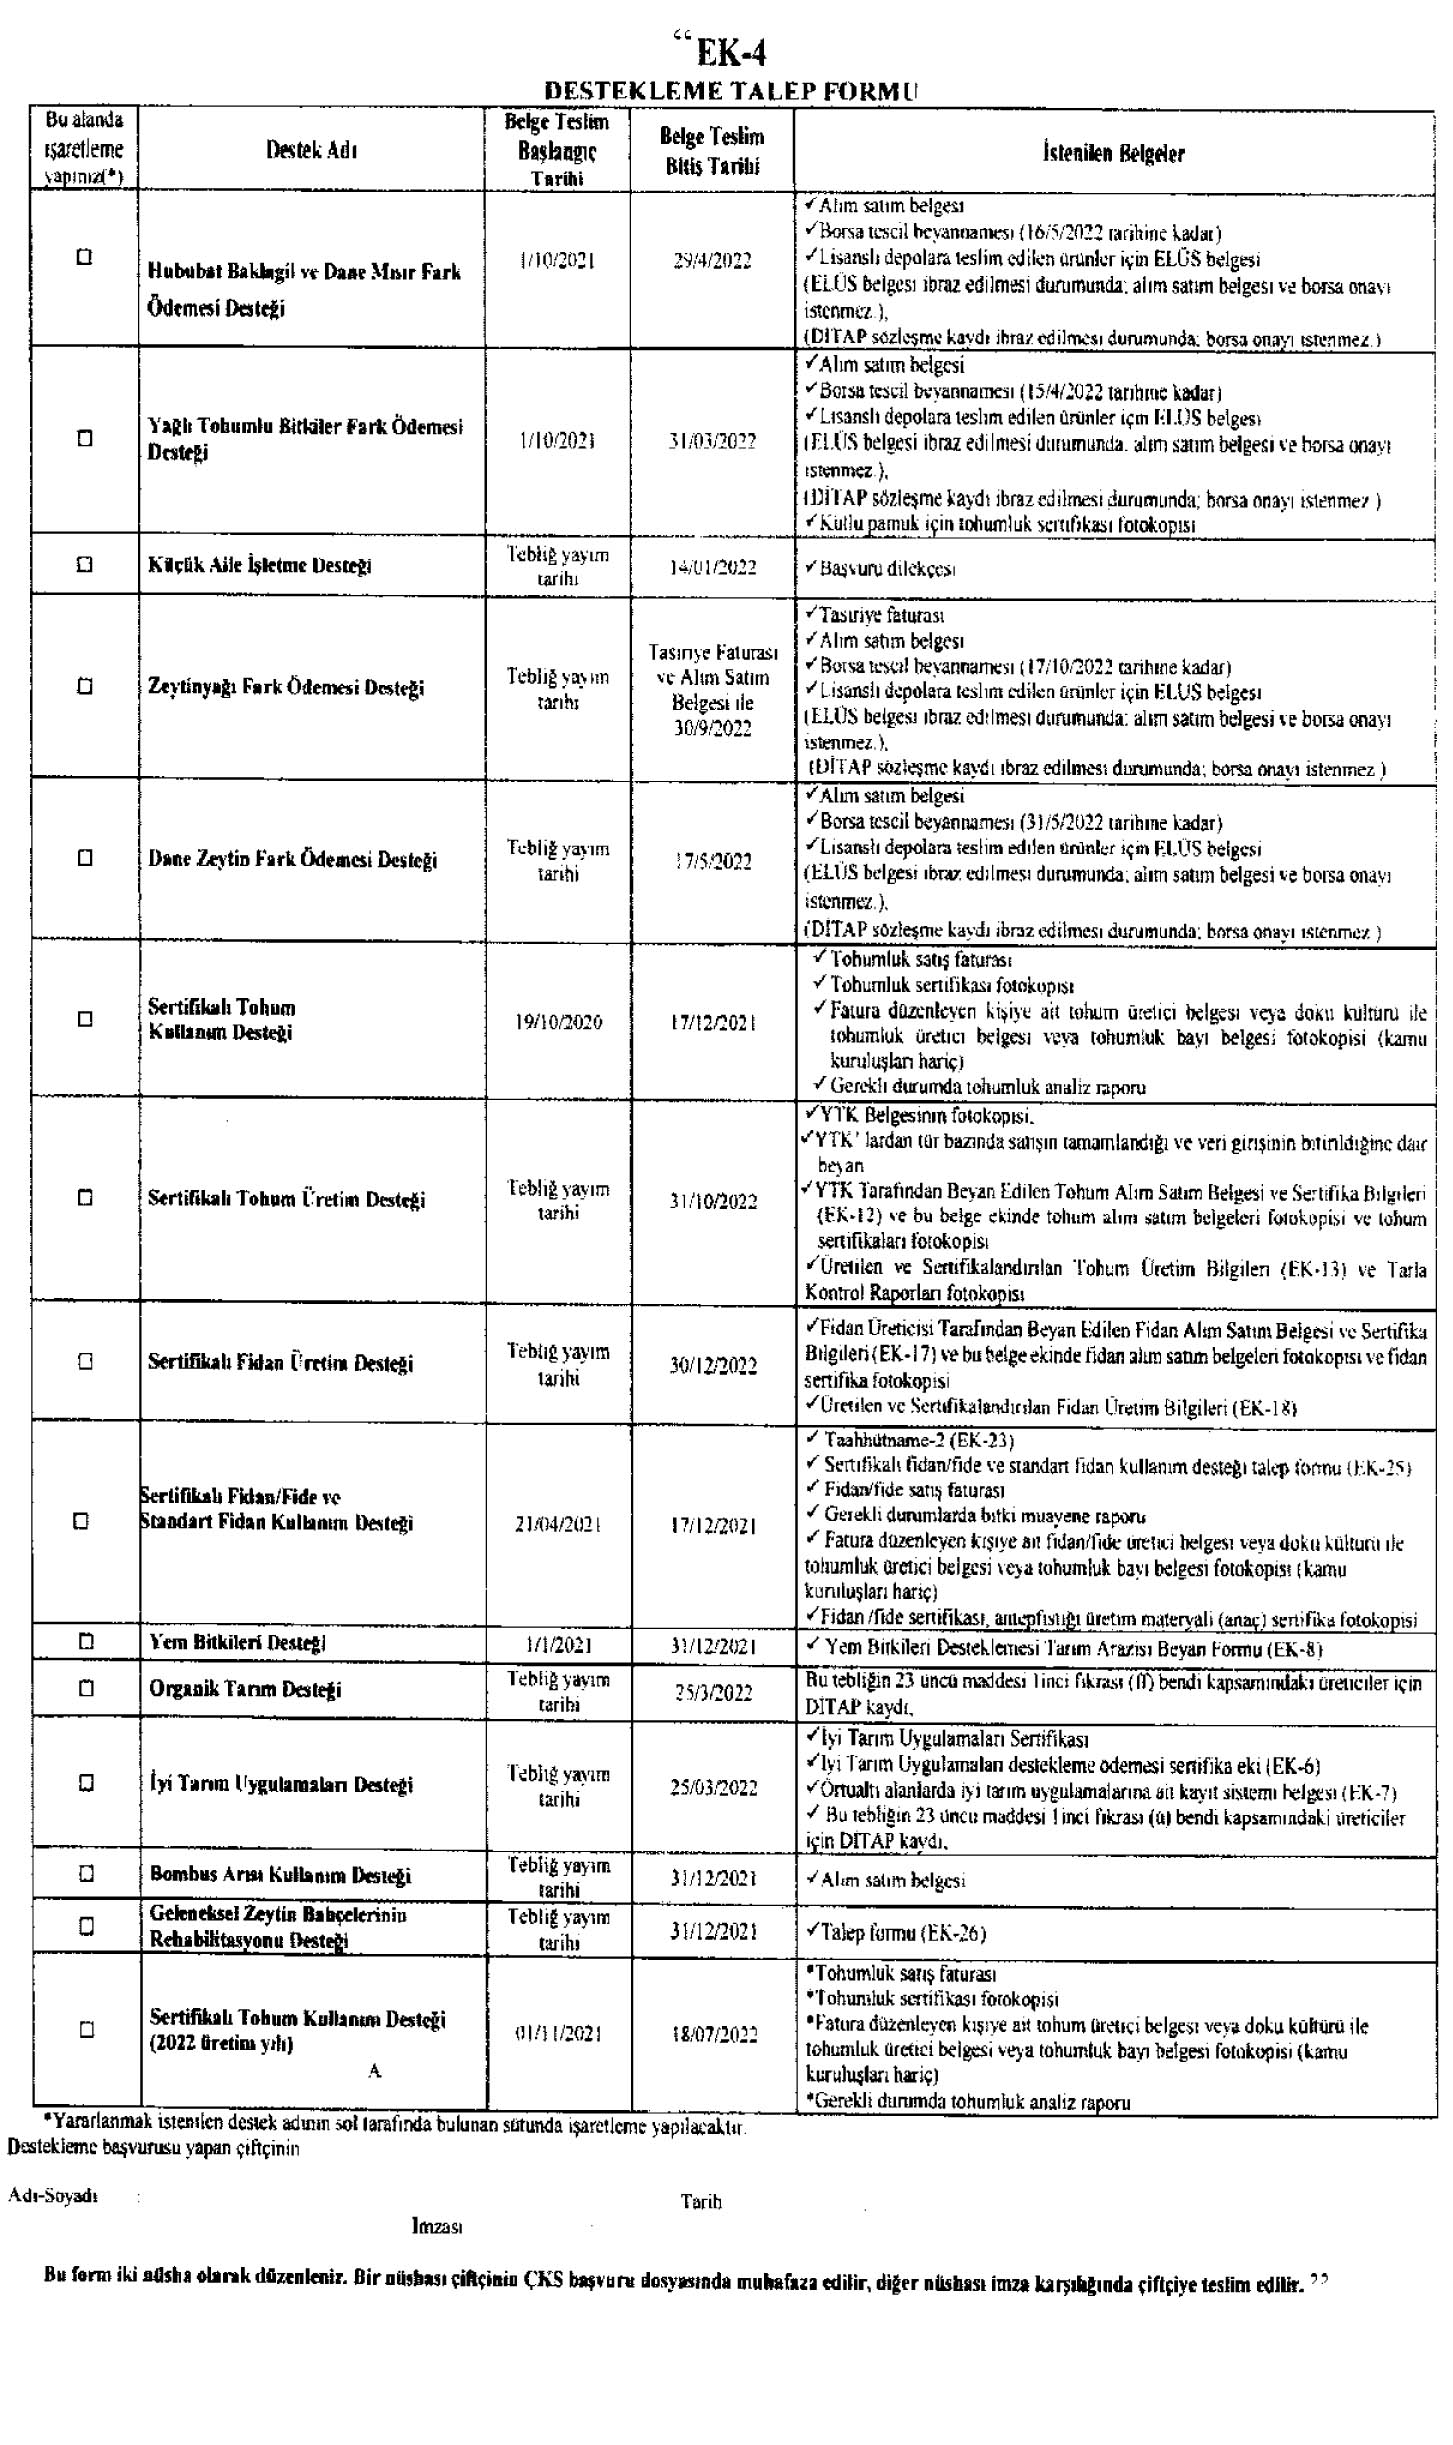 “EK-4
DESTEKLEME TALEP FORMU
Bu alanda
işaretleme
yapınız(*)
Destek Adı
Belge Teslim
Başlangıç
Tarihi
Belge Teslim
Bitiş Tarihi
İstenilen Belgeler
☐
Hububat Baklagil ve Dane Mısır Fark
Ödemesi Desteği
1/10/2021
29/4/2022
✓Alım satım belgesi
✓Borsa tescil beyannamesi (16/5/2022 tarihine kadar)
✓Lisanslı depolara teslim edilen ürünler için ELÜS belgesi
(ELÜS belgesi ibraz edilmesi durumunda; alım satım belgesi ve borsa onayı
istenmez.),
(DİTAP sözleşme kaydı ibraz edilmesi durumunda; borsa onayı istenmez.)
☐
Yağlı Tohumlu Bitkiler Fark Ödemesi
Desteği
1/10/2021
31/03/2022
✓Alım satım belgesi
✓Borsa tescil beyannamesi (15/4/2022 tarihine kadar)
✓Lisanslı depolara teslim edilen ürünler için ELÜS belgesi
(ELÜS belgesi ibraz edilmesi durumunda, alım satım belgesi ve borsa onayı
istenmez.),
(DİTAP sözleşme kaydı ibraz edilmesi durumunda; borsa onayı istenmez.)
✓Kütlü pamuk için tohumluk sertifikası fotokopisi
☐
Küçük Aile İşletme Desteği
Tebliğ yayım
tarihi
14/01/2022
✓Başvuru dilekçesi
☐
Zeytinyağı Fark Ödemesi Desteği
Tebliğ yayım
tarihi
Tasiriye Faturası
ve Alım Satım
Belgesi ile
30/9/2022
✓Tasiriye faturası
✓Alım satım belgesi
✓Borsa tescil beyannamesi (17/10/2022 tarihine kadar)
✓Lisanslı depolara teslim edilen ürünler için ELÜS belgesi
(ELÜS belgesi ibraz edilmesi durumunda; alım satım belgesi ve borsa onayı
istenmez.),
(DİTAP sözleşme kaydı ibraz edilmesi durumunda; borsa onayı istenmez.)
☐
Dane Zeytin Fark Ödemesi Desteği
Tebliğ yayım
tarihi
17/5/2022
✓Alım satım belgesi
✓Borsa tescil beyannamesi (31/5/2022 tarihine kadar)
✓Lisanslı depolara teslim edilen ürünler için ELÜS belgesi
(ELÜS belgesi ibraz edilmesi durumunda; alım satım belgesi ve borsa onayı
istenmez.),
(DİTAP sözleşme kaydı ibraz edilmesi durumunda; borsa onayı istenmez.)
☐
Sertifikalı Tohum
Kullanım Desteği
19/10/2020
17/12/2021
✓Tohumluk satış faturası
✓Tohumluk sertifikası fotokopisi
✓Fatura düzenleyen kişiye ait tohum üretici belgesi veya doku kültürü ile
tohumluk üretici belgesi veya tohumluk bayi belgesi fotokopisi (kamu
kuruluşları hariç)
✓Gerekli durumda tohumluk analiz raporu
☐
Sertifikalı Tohum Üretim Desteği
Tebliğ yayım
tarihi
31/10/2022
✓YTK Belgesinin fotokopisi,
✓YTK' lardan tür bazında satışın tamamlandığı ve veri girişinin bitirildiğine dair
beyan
✓YTK Tarafından Beyan Edilen Tohum Alım Satım Belgesi ve Sertifika Bilgileri
(EK-12) ve bu belge ekinde tohum alım satım belgeleri fotokopisi ve tohum
sertifikaları fotokopisi
✓Üretilen ve Sertifikalandırılan Tohum Üretim Bilgileri (EK-13) ve Tarla
Kontrol Raporları fotokopisi
☐
Sertifikalı Fidan Üretim Desteği
Tebliğ yayım
tarihi
30/12/2022
✓Fidan Üreticisi Tarafından Beyan Edilen Fidan Alım Satım Belgesi ve Sertifika
Bilgileri(EK-17) ve bu belge ekinde fidan alım satım belgeleri fotokopisi ve fidan
sertifika fotokopisi
✓Üretilen ve Sertifikalandırılan Fidan Üretim Bilgileri (EK-18)
☐
Sertifikalı Fidan/Fide ve
Standart Fidan Kullanım Desteği
21/04/2021
17/12/2021
✓ Taahhütname-2 (EK-23)
✓ Sertifikalı fidan/fide ve standart fidan kullanım desteği talep formu (EK-25)
✓ Fidan/fide satış faturası
✓ Gerekli durumlarda bitki muayene raporu
✓ Fatura düzenleyen kişiye ait fidan/fide üretici belgesi veya doku kültürü ile
tohumluk üretici belgesi veya tohumluk bayi belgesi fotokopisi (kamu
kuruluşları hariç)
✓Fidan /fide sertifikası, antepfıstığı üretim materyali (anaç) sertifika fotokopisi
☐
Yem Bitkileri Desteği
1/1/2021
31/12/2021
✓ Yem Bitkileri Desteklemesi Tarım Arazisi Beyan Formu (EK-8)
☐
Organik Tarım Desteği
Tebliğ yayım
tarihi
25/3/2022
Bu tebliğin 23 üncü maddesi 1inci fıkrası (ff) bendi kapsamındaki üreticiler için
DİTAP kaydı,
☐
İyi Tarım Uygulamaları Desteği
Tebliğ yayım
tarihi
25/03/2022
✓İyi Tarım Uygulamaları Sertifikası
✓İyi Tarım Uygulamaları destekleme ödemesi sertifika eki (EK-6)
✓Örtüaltı alanlarda iyi tarım uygulamalarına ait kayıt sistemi belgesi (EK-7)
✓ Bu tebliğin 23 üncü maddesi 1inci fıkrası (ü) bendi kapsamındaki üreticiler
için DİTAP kaydı,
☐
Bombus Arısı Kullanım Desteği
Tebliğ yayım
tarihi
31/12/2021
✓Alım satım belgesi
☐
Geleneksel Zeytin Bahçelerinin
Rehabilitasyonu Desteği
Tebliğ yayım
tarihi
31/12/2021
✓Talep formu (EK-26)
☐
Sertifikalı Tohum Kullanım Desteği
(2022 üretim yılı)
A
01/11/2021
18/07/2022
*Tohumluk satış faturası
*Tohumluk sertifikası fotokopisi
*Fatura düzenleyen kişiye ait tohum üretici belgesi veya doku kültürü ile
tohumluk üretici belgesi veya tohumluk bayi belgesi fotokopisi (kamu
kuruluşları hariç)
*Gerekli durumda tohumluk analiz raporu
*Yararlanmak istenilen destek adının sol tarafında bulunan sütunda işaretleme yapılacaktır.
Destekleme başvurusu yapan çiftçinin
Adı-Soyadı :
Tarih
İmzası
Bu form iki nüsha olarak düzenlenir. Bir nüshası çiftçinin ÇKS başvuru dosyasında muhafaza edilir, diğer nüshası imza karşılığında çiftçiye teslim edilir. ”